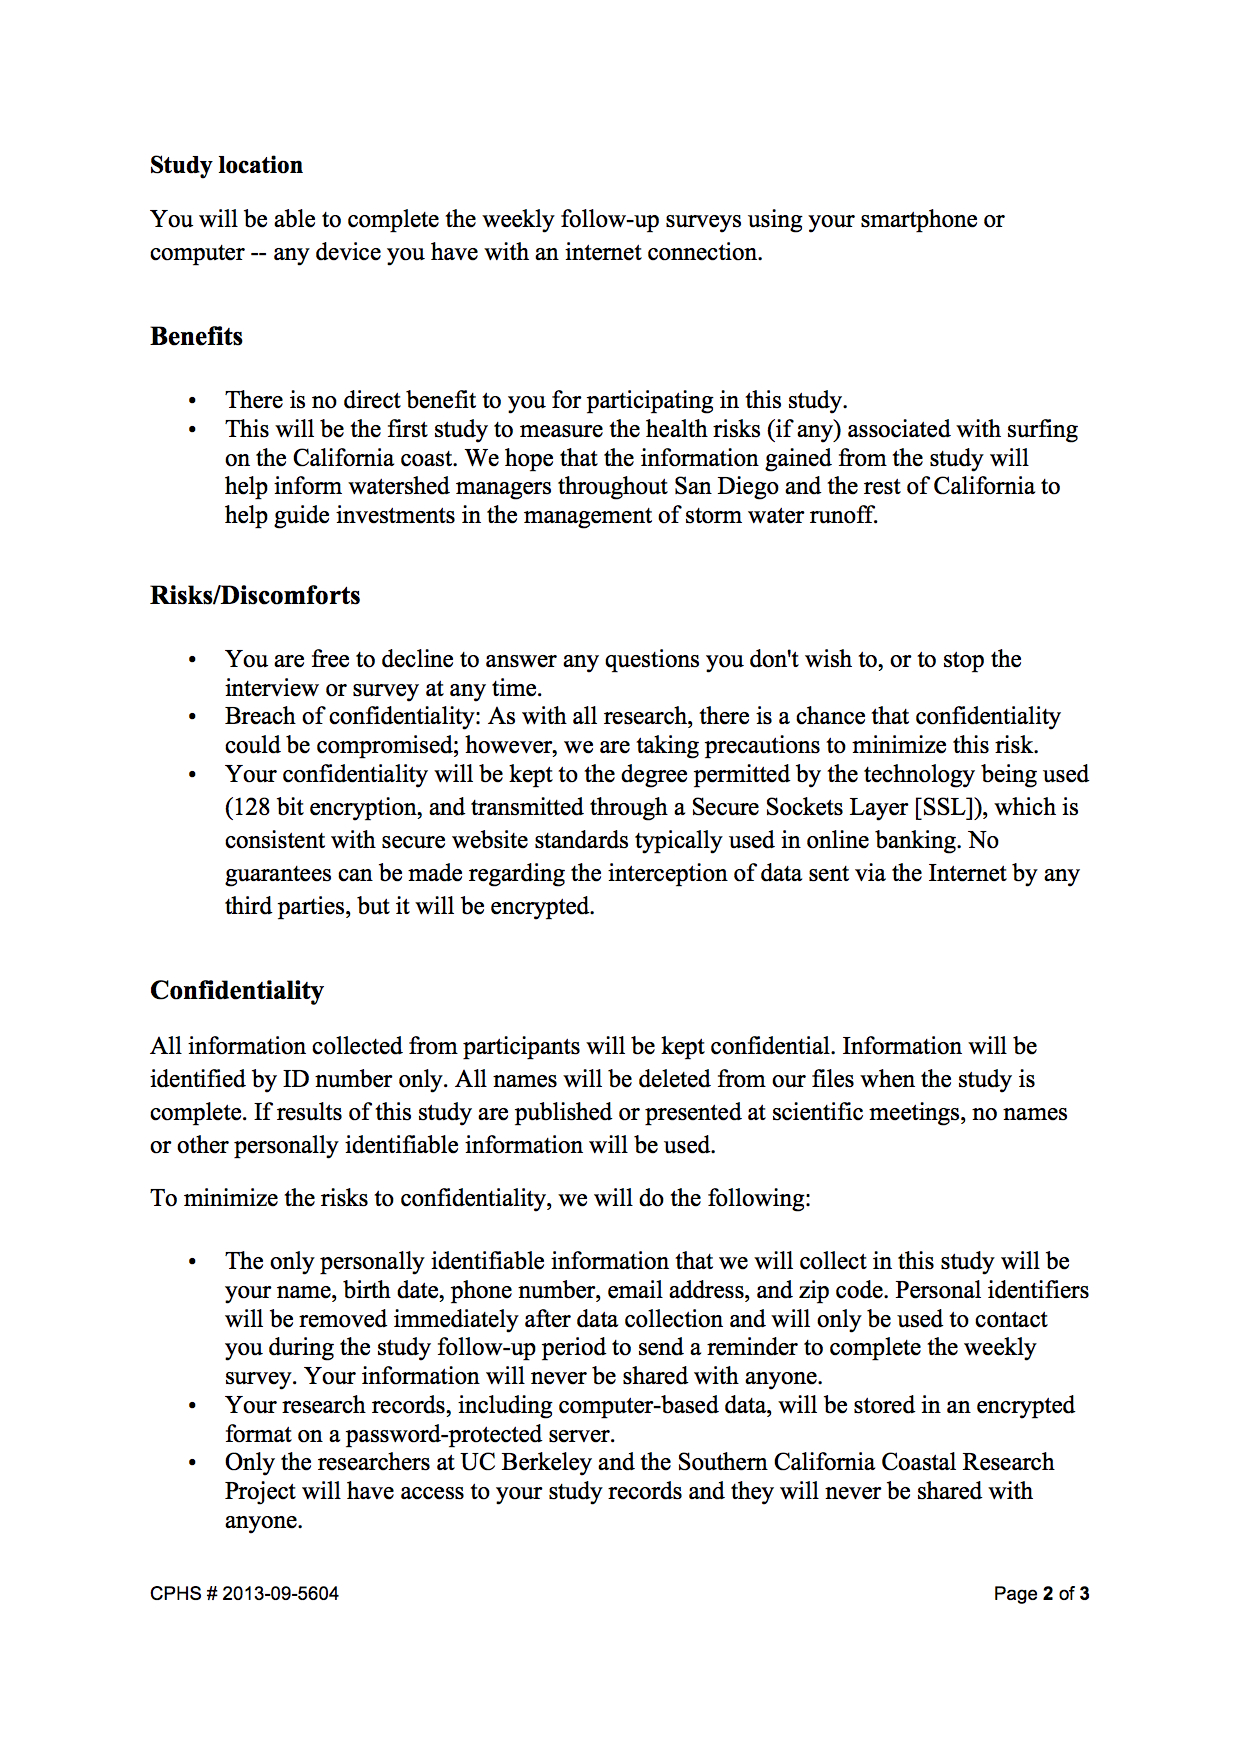 Study location
You will be able to complete the weekly follow-up surveys using your smartphone or
computer -- any device you have with an internet connection.
Benefits
• There is no direct benefit to you for participating in this study.
• This will be the first study to measure the health risks (if any) associated with surfing
on the California coast. We hope that the information gained from the study will
help inform watershed managers throughout San Diego and the rest of California to
help guide investments in the management of storm water runoff.
Risks/Discomforts
• You are free to decline to answer any questions you don't wish to, or to stop the
interview or survey at any time.
• Breach of confidentiality: As with all research, there is a chance that confidentiality
could be compromised; however, we are taking precautions to minimize this risk.
• Your confidentiality will be kept to the degree permitted by the technology being used
(128 bit encryption, and transmitted through a Secure Sockets Layer [SSL]), which is
consistent with secure website standards typically used in online banking. No
guarantees can be made regarding the interception of data sent via the Internet by any
third parties, but it will be encrypted.
Confidentiality
All information collected from participants will be kept confidential. Information will be
identified by ID number only. All names will be deleted from our files when the study is
complete. If results of this study are published or presented at scientific meetings, no names
or other personally identifiable information will be used.
To minimize the risks to confidentiality, we will do the following:
• The only personally identifiable information that we will collect in this study will be
your name, birth date, phone number, email address, and zip code. Personal identifiers
will be removed immediately after data collection and will only be used to contact
you during the study follow-up period to send a reminder to complete the weekly
survey. Your information will never be shared with anyone.
• Your research records, including computer-based data, will be stored in an encrypted
format on a password-protected server.
• Only the researchers at UC Berkeley and the Southern California Coastal Research
Project will have access to your study records and they will never be shared with
anyone.
CPHS # 2013-09-5604 Page 2 of 3